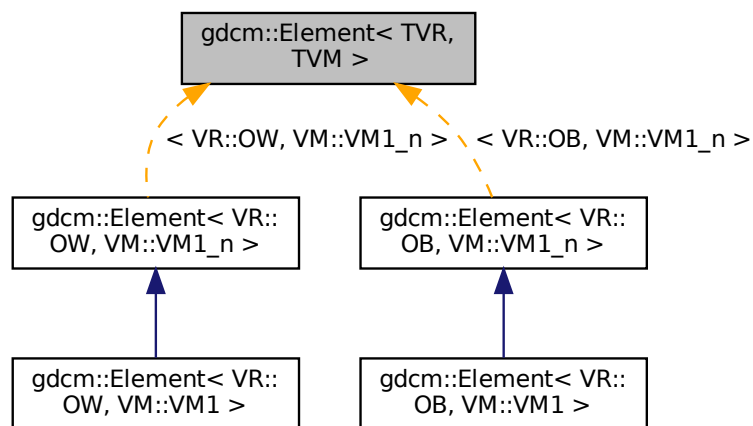 gdcm::Element< TVR,
TVM >
< VR::OW, VM::VM1_n >
< VR::OB, VM::VM1_n >
gdcm::Element< VR::
OW, VM::VM1_n >
gdcm::Element< VR::
OB, VM::VM1_n >
gdcm::Element< VR::
OW, VM::VM1 >
gdcm::Element< VR::
OB, VM::VM1 >